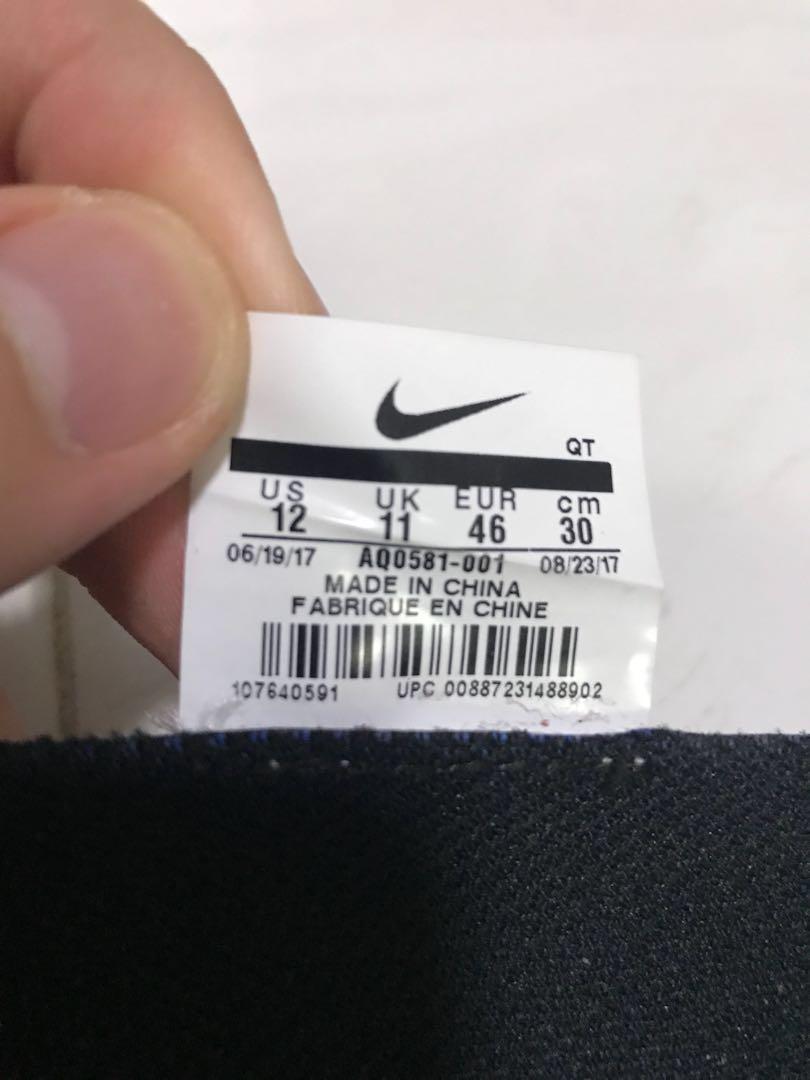 QT
US UK EUR cm
12 11 46 30
06/19/17 AQ0581-001 08/23/17
MADE IN CHINA
FABRIQUE EN CHINE
107640591 UPC 00887231488902